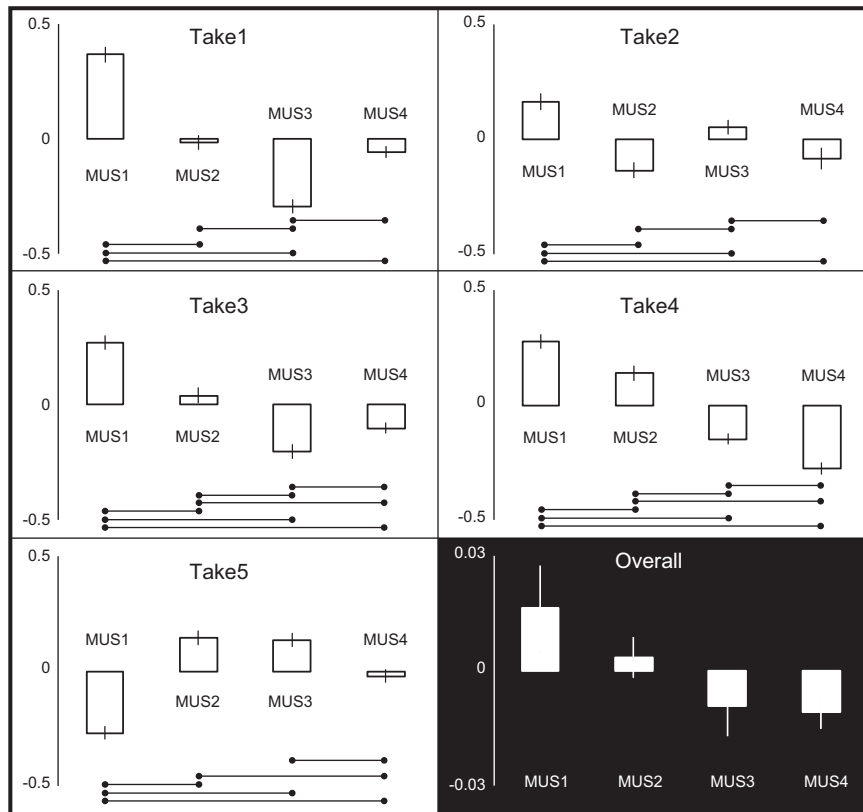 0.5
Take1
MUS3 MUS4
0
MUS1 MUS2
-0.5
0.5
Take2
MUS2 MUS4
0
MUS1 MUS3
-0.5
0.5
Take3
MUS3 MUS4
0
MUS1 MUS2
-0.5
0.5
Take4
MUS3 MUS4
0
MUS1 MUS2
-0.5
0.5
Take5
MUS1 MUS4
0
MUS2 MUS3
-0.5
0.03
Overall
0
MUS1 MUS2 MUS3 MUS4
-0.03